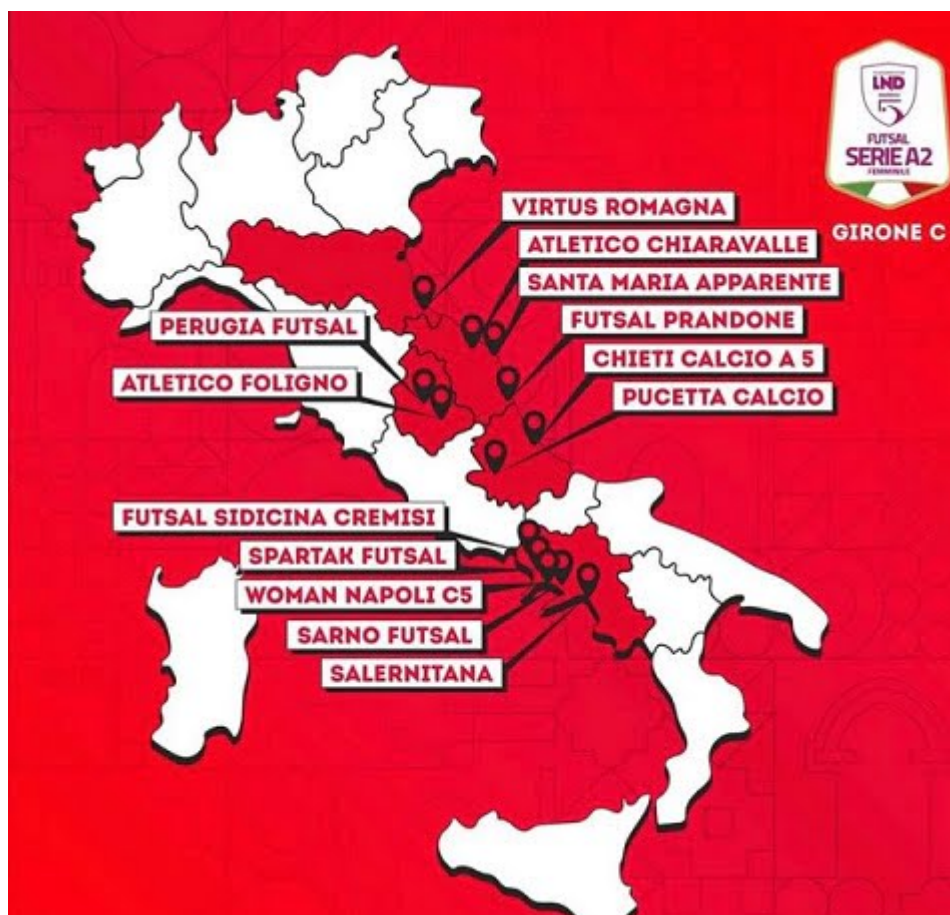 LND
FUTSAL
SERIE A2
FEMMINILE
GIRONE C
VIRTUS ROMAGNA
ATLETICO CHIARAVALLE
SANTA MARIA APPARENTE
PERUGIA FUTSAL
FUTSAL PRANDONE
CHIETI CALCIO A 5
ATLETICO FOLIGNO
PUCETTA CALCIO
FUTSAL SIDICINA CREMISI
SPARTAK FUTSAL
WOMAN NAPOLI C5
SARNO FUTSAL
SALERNITANA